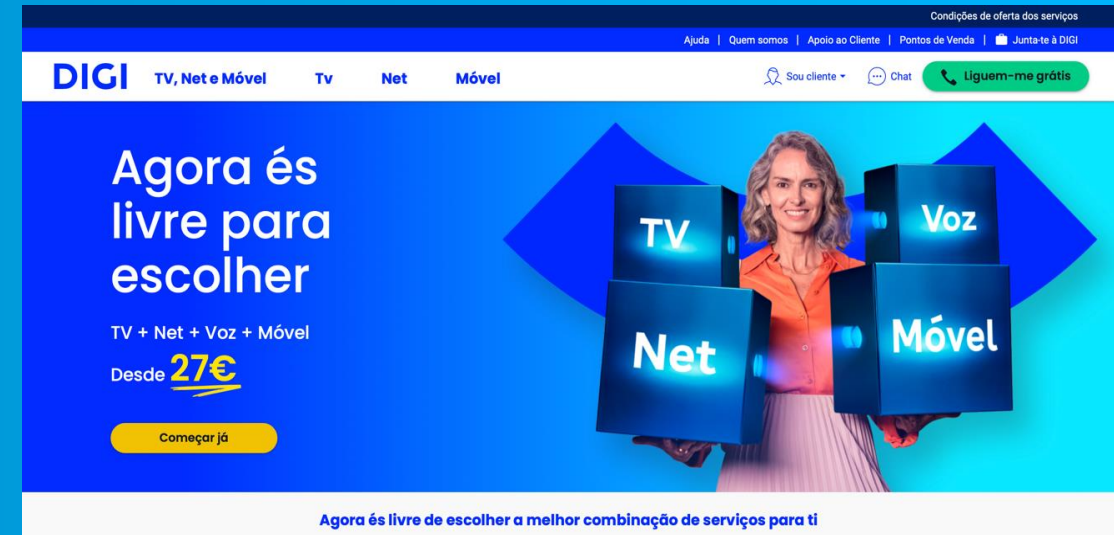 Condições de oferta dos serviços
Ajuda | Quem somos | Apoio ao Cliente | Pontos de Venda | Junta-te à DIGI
DIGI TV, Net e Móvel Tv Net Móvel Sou cliente Chat Liguem-me grátis
Agora és
livre para
escolher
TV + Net + Voz + Móvel
Desde 27€
Começar já
TV
Voz
Net
Móvel
Agora és livre de escolher a melhor combinação de serviços para ti